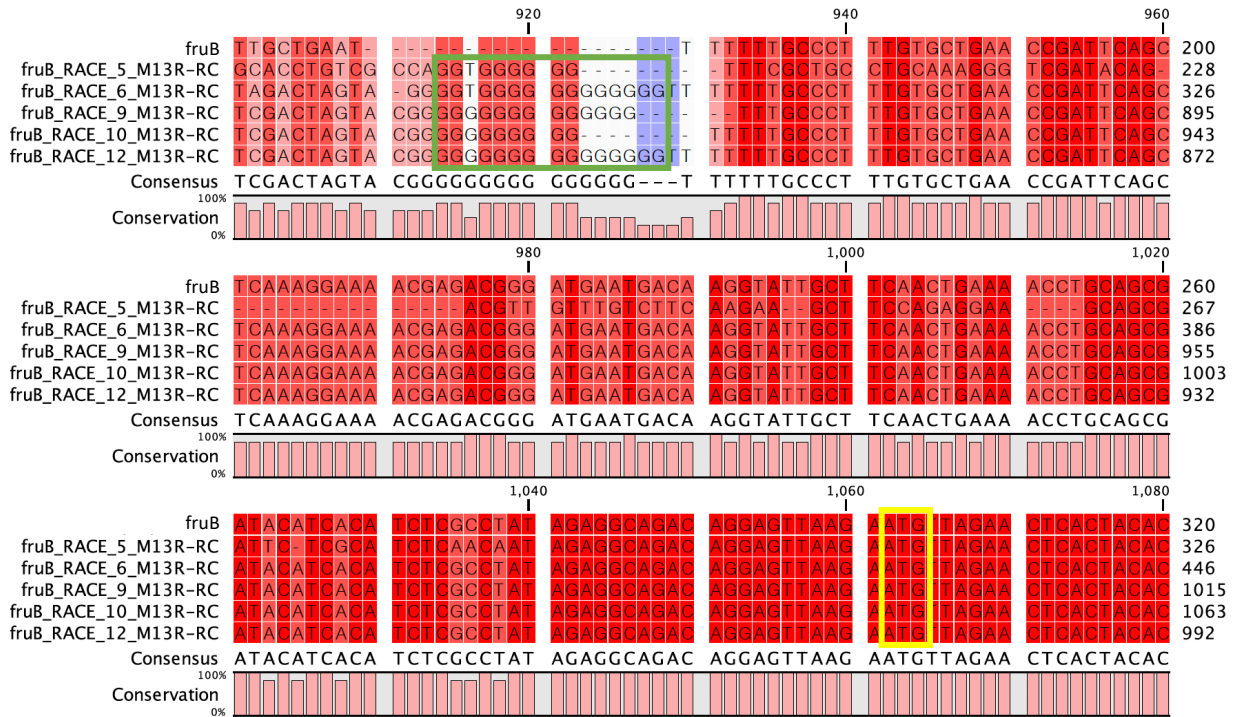 920 940 960
fruB TTGCTGAAT- ---------- ---------T TTTTTGCCCT TTGTGCTGAA CCGATTCAGC 200
fruB_RACE_5_M13R-RC GCACCTGTCG CCAGGTGGGG GG-------- -TTTCGCTGC CTGCAAAGGG TCGATACAG- 228
fruB_RACE_6_M13R-RC TAGACTAGTA -GGGGTGGGG GGGGGGGGTT TTTTTGCCCT TTGTGCTGAA CCGATTCAGC 326
fruB_RACE_9_M13R-RC TCGACTAGTA CGGGGGGGGG GGGGGG---- -TTTTGCCCT TTGTGCTGAA CCGATTCAGC 895
fruB_RACE_10_M13R-RC TCGACTAGTA CGGGGGGGGG GG-------- TTTTTGCCCT TTGTGCTGAA CCGATTCAGC 943
fruB_RACE_12_M13R-RC TCGACTAGTA CGGGGGGGGG GGGGGGGGTT TTTTTGCCCT TTGTGCTGAA CCGATTCAGC 872
Consensus TCGACTAGTA CGGGGGGGGG GGGGGG---T TTTTTGCCCT TTGTGCTGAA CCGATTCAGC
100%
Conservation
0%
980 1,000 1,020
fruB TCAAAGGAAA ACGAGACGGG ATGAATGACA AGGTATTGCT TCAACTGAAA ACCTGCAGCG 260
fruB_RACE_5_M13R-RC ---------- -----ACGTT GTTTGTCTTC AAGAA--GCT TCCAGAGGAA ----GCAGCG 267
fruB_RACE_6_M13R-RC TCAAAGGAAA ACGAGACGGG ATGAATGACA AGGTATTGCT TCAACTGAAA ACCTGCAGCG 386
fruB_RACE_9_M13R-RC TCAAAGGAAA ACGAGACGGG ATGAATGACA AGGTATTGCT TCAACTGAAA ACCTGCAGCG 955
fruB_RACE_10_M13R-RC TCAAAGGAAA ACGAGACGGG ATGAATGACA AGGTATTGCT TCAACTGAAA ACCTGCAGCG 1003
fruB_RACE_12_M13R-RC TCAAAGGAAA ACGAGACGGG ATGAATGACA AGGTATTGCT TCAACTGAAA ACCTGCAGCG 932
Consensus TCAAAGGAAA ACGAGACGGG ATGAATGACA AGGTATTGCT TCAACTGAAA ACCTGCAGCG
100%
Conservation
0%
1,040 1,060 1,080
fruB ATACATCACA TCTCGCCTAT AGAGGCAGAC AGGAGTTAAG AATGTTAGAA CTCACTACAC 320
fruB_RACE_5_M13R-RC ATTC-TCGCA TCTCAACAAT AGAGGCAGAC AGGAGTTAAG AATGTTAGAA CTCACTACAC 326
fruB_RACE_6_M13R-RC ATACATCACA TCTCGCCTAT AGAGGCAGAC AGGAGTTAAG AATGTTAGAA CTCACTACAC 446
fruB_RACE_9_M13R-RC ATACATCACA TCTCGCCTAT AGAGGCAGAC AGGAGTTAAG AATGTTAGAA CTCACTACAC 1015
fruB_RACE_10_M13R-RC ATACATCACA TCTCGCCTAT AGAGGCAGAC AGGAGTTAAG AATGTTAGAA CTCACTACAC 1063
fruB_RACE_12_M13R-RC ATACATCACA TCTCGCCTAT AGAGGCAGAC AGGAGTTAAG AATGTTAGAA CTCACTACAC 992
Consensus ATACATCACA TCTCGCCTAT AGAGGCAGAC AGGAGTTAAG AATGTTAGAA CTCACTACAC
100%
Conservation
0%